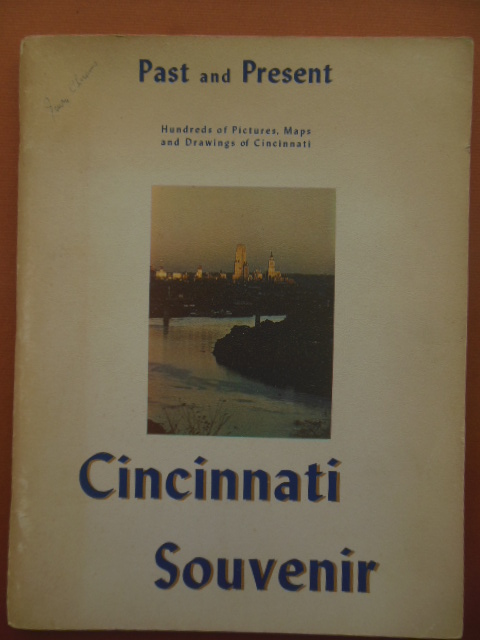 Past and Present
Hundreds of Pictures, Maps
and Drawings of Cincinnati
Cincinnati
Souvenir